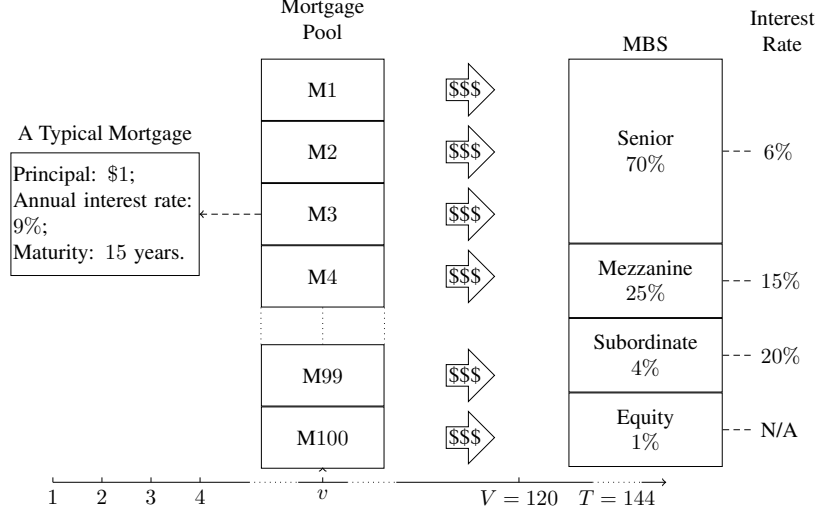 Mortgage
Pool
Interest
Rate
MBS
M1
$$$
M2
$$$
M3
$$$
M4
$$$
M99
$$$
M100
$$$
A Typical Mortgage
Principal: $1;
Annual interest rate:
9%;
Maturity: 15 years.
Senior
70%
6%
Mezzanine
25%
15%
Subordinate
4%
20%
Equity
1%
N/A
1 2 3 4 v V = 120 T = 144